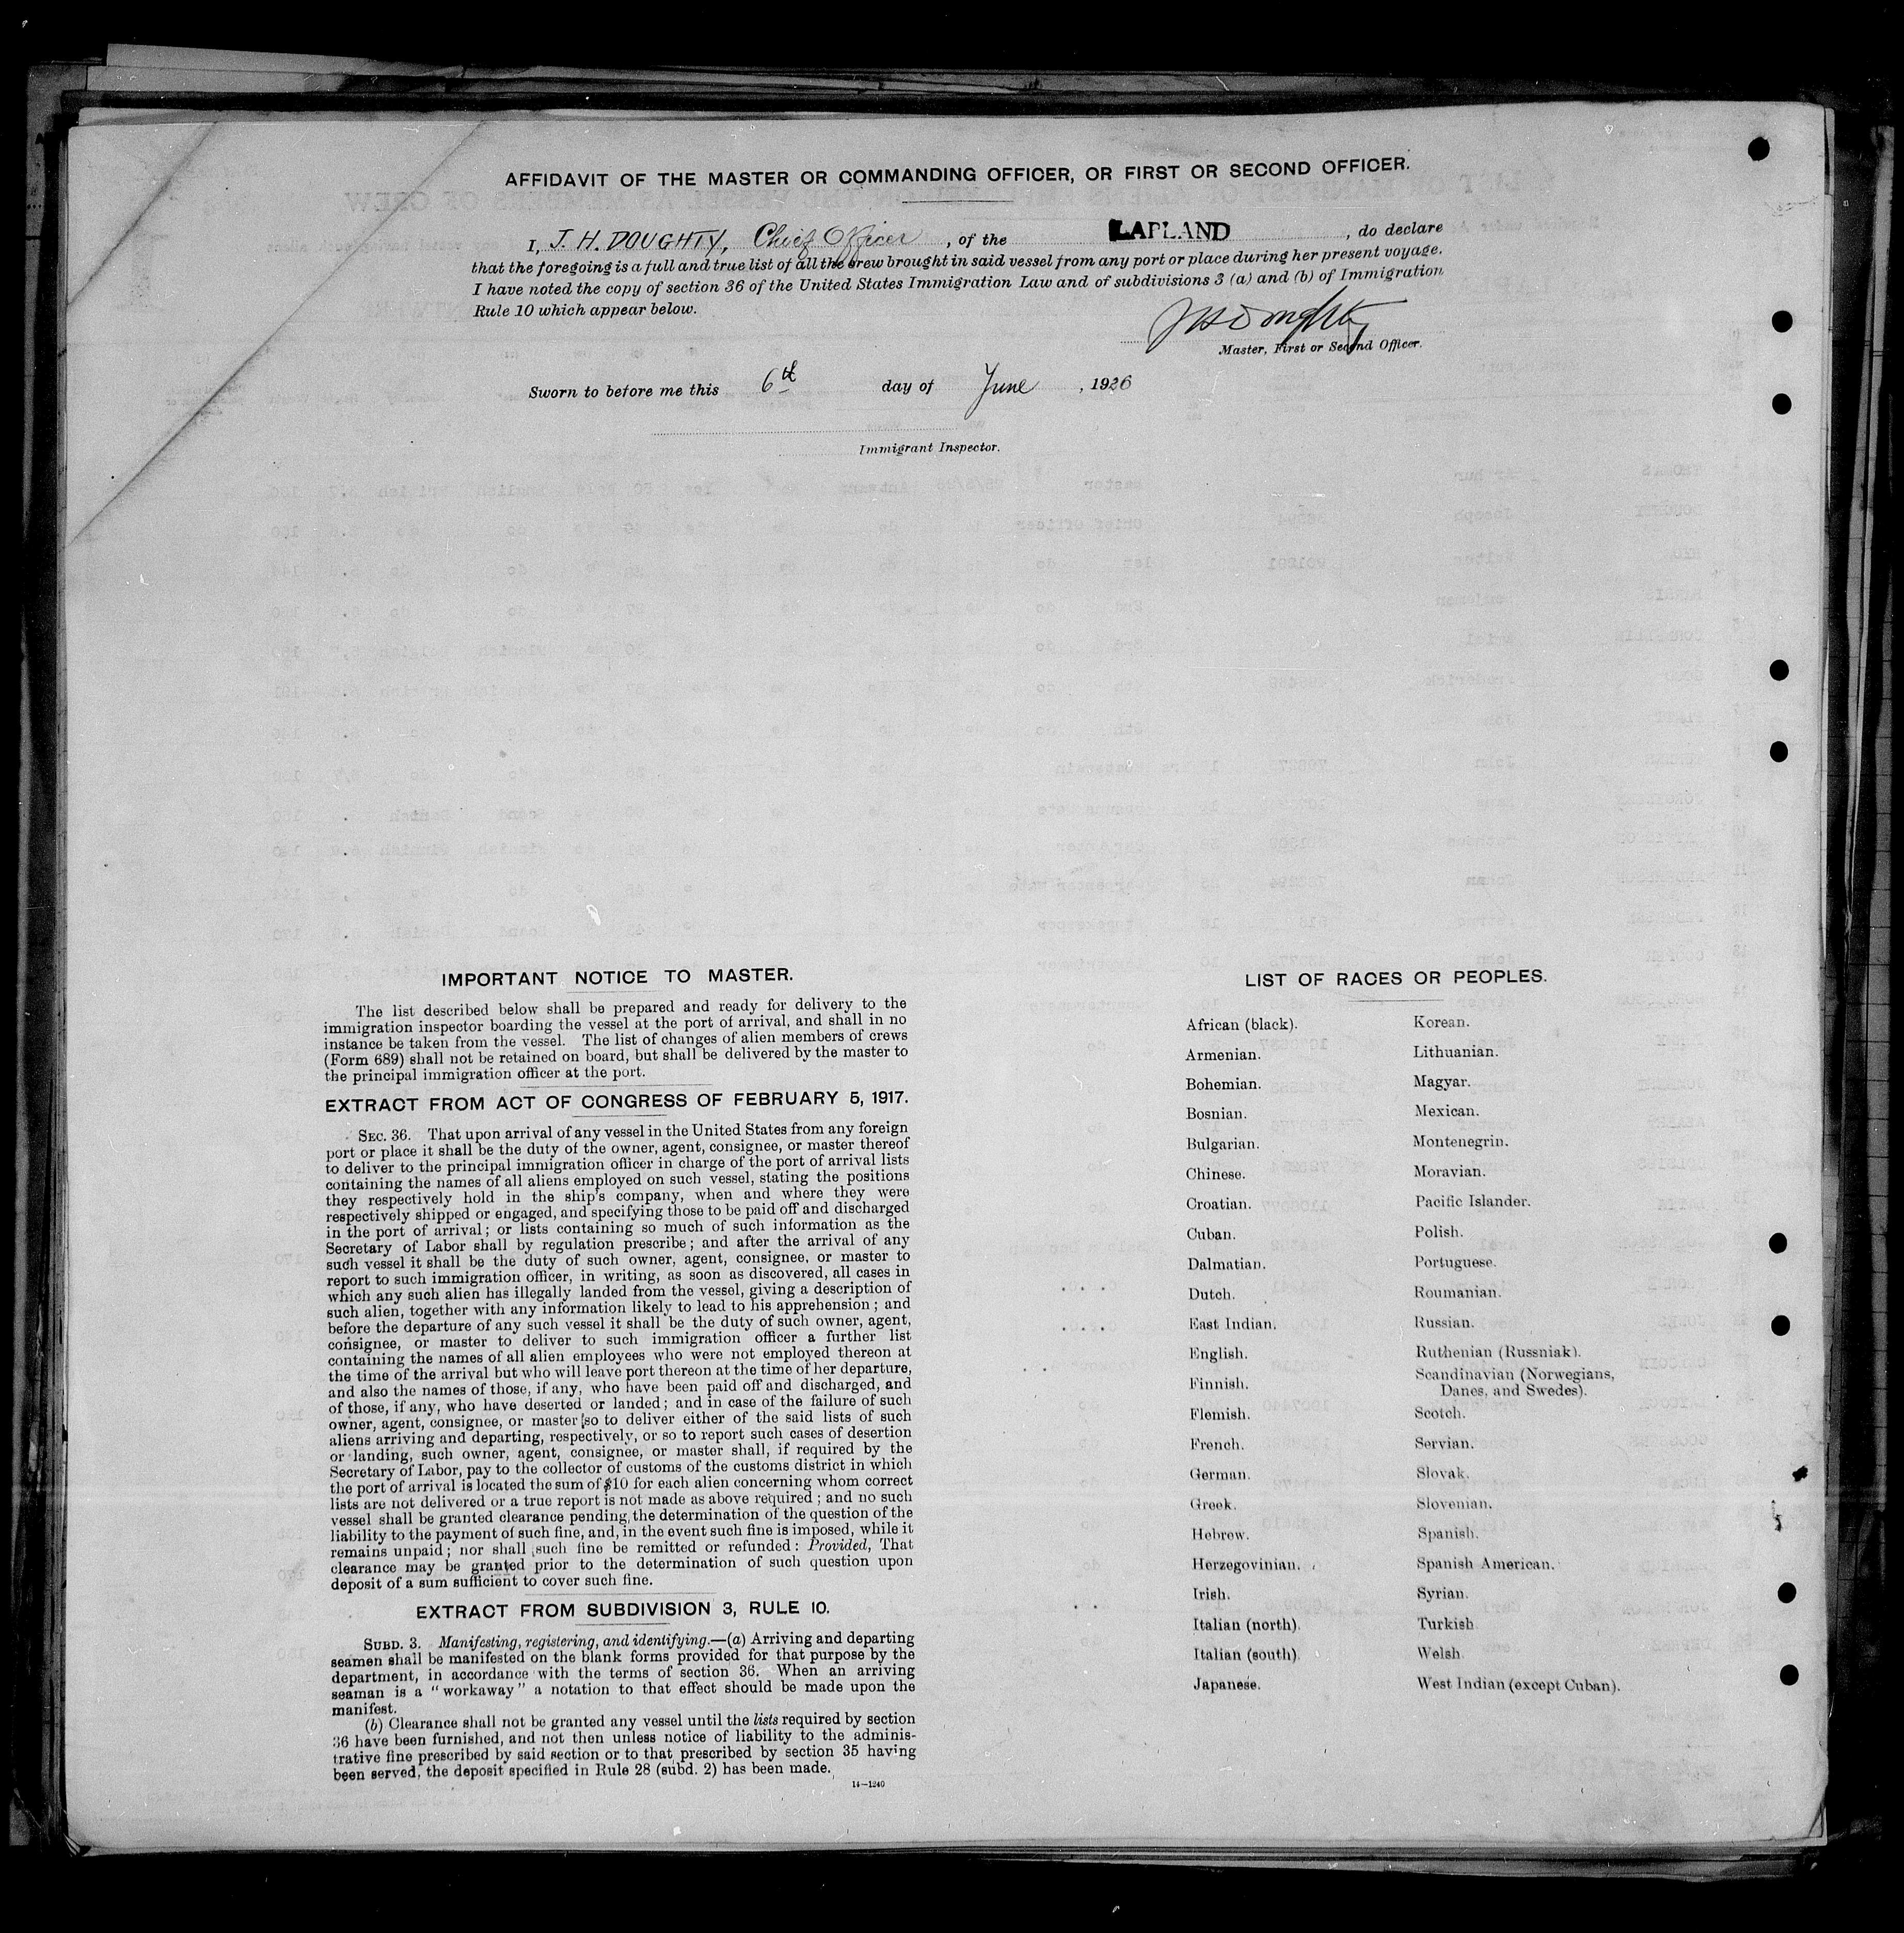 AFFIDAVIT OF THE MASTER OR COMMANDING OFFICER, OR FIRST OR SECOND OFFICER.
I, J. H. DOUGHTY, Chief Officer, of the LAPLAND, do declare
that the foregoing is a full and true list of all the crew brought in said vessel from any port or place during her present voyage.
I have noted the copy of section 36 of the United States Immigration Law and of subdivisions 3 (a) and (b) of Immigration
Rule 10 which appear below.
JHDoughty
Master, First or Second Officer.
Sworn to before me this 6th day of June, 1926
Immigrant Inspector.
IMPORTANT NOTICE TO MASTER.
The list described below shall be prepared and ready for delivery to the
immigration inspector boarding the vessel at the port of arrival, and shall in no
instance be taken from the vessel. The list of changes of alien members of crews
(Form 689) shall not be retained on board, but shall be delivered by the master to
the principal immigration officer at the port.
EXTRACT FROM ACT OF CONGRESS OF FEBRUARY 5, 1917.
SEC. 36. That upon arrival of any vessel in the United States from any foreign
port or place it shall be the duty of the owner, agent, consignee, or master thereof
to deliver to the principal immigration officer in charge of the port of arrival lists
containing the names of all aliens employed on such vessel, stating the positions
they respectively hold in the ship's company, when and where they were
respectively shipped or engaged, and specifying those to be paid off and discharged
in the port of arrival; or lists containing so much of such information as the
Secretary of Labor shall by regulation prescribe; and after the arrival of any
such vessel it shall be the duty of such owner, agent, consignee, or master to
report to such immigration officer, in writing, as soon as discovered, all cases in
which any such alien has illegally landed from the vessel, giving a description of
such alien, together with any information likely to lead to his apprehension; and
before the departure of any such vessel it shall be the duty of such owner, agent,
consignee, or master to deliver to such immigration officer a further list
containing the names of all alien employees who were not employed thereon at
the time of the arrival but who will leave port thereon at the time of her departure,
and also the names of those, if any, who have been paid off and discharged, and
of those, if any, who have deserted or landed; and in case of the failure of such
owner, agent, consignee, or master so to deliver either of the said lists of such
aliens arriving and departing, respectively, or so to report such cases of desertion
or landing, such owner, agent, consignee, or master shall, if required by the
Secretary of Labor, pay to the collector of customs of the customs district in which
the port of arrival is located the sum of $10 for each alien concerning whom correct
lists are not delivered or a true report is not made as above required; and no such
vessel shall be granted clearance pending the determination of the question of the
liability to the payment of such fine, and, in the event such fine is imposed, while it
remains unpaid; nor shall such fine be remitted or refunded: Provided, That
clearance may be granted prior to the determination of such question upon
deposit of a sum sufficient to cover such fine.
EXTRACT FROM SUBDIVISION 3, RULE 10.
SUBD. 3. Manifesting, registering, and identifying.—(a) Arriving and departing
seamen shall be manifested on the blank forms provided for that purpose by the
department, in accordance with the terms of section 36. When an arriving
seaman is a "workaway" a notation to that effect should be made upon the
manifest.
(b) Clearance shall not be granted any vessel until the lists required by section
36 have been furnished, and not then unless notice of liability to the adminis-
trative fine prescribed by said section or to that prescribed by section 35 having
been served, the deposit specified in Rule 28 (subd. 2) has been made.
14—1240
LIST OF RACES OR PEOPLES.
African (black).
Armenian.
Bohemian.
Bosnian.
Bulgarian.
Chinese.
Croatian.
Cuban.
Dalmatian.
Dutch.
East Indian.
English.
Finnish.
Flemish.
French.
German.
Greek.
Hebrew.
Herzegovinian.
Irish.
Italian (north).
Italian (south).
Japanese.
Korean.
Lithuanian.
Magyar.
Mexican.
Montenegrin.
Moravian.
Pacific Islander.
Polish.
Portuguese.
Roumanian.
Russian.
Ruthenian (Russniak).
Scandinavian (Norwegians,
Danes, and Swedes).
Scotch.
Servian.
Slovak.
Slovenian.
Spanish.
Spanish American.
Syrian.
Turkish
Welsh.
West Indian (except Cuban).